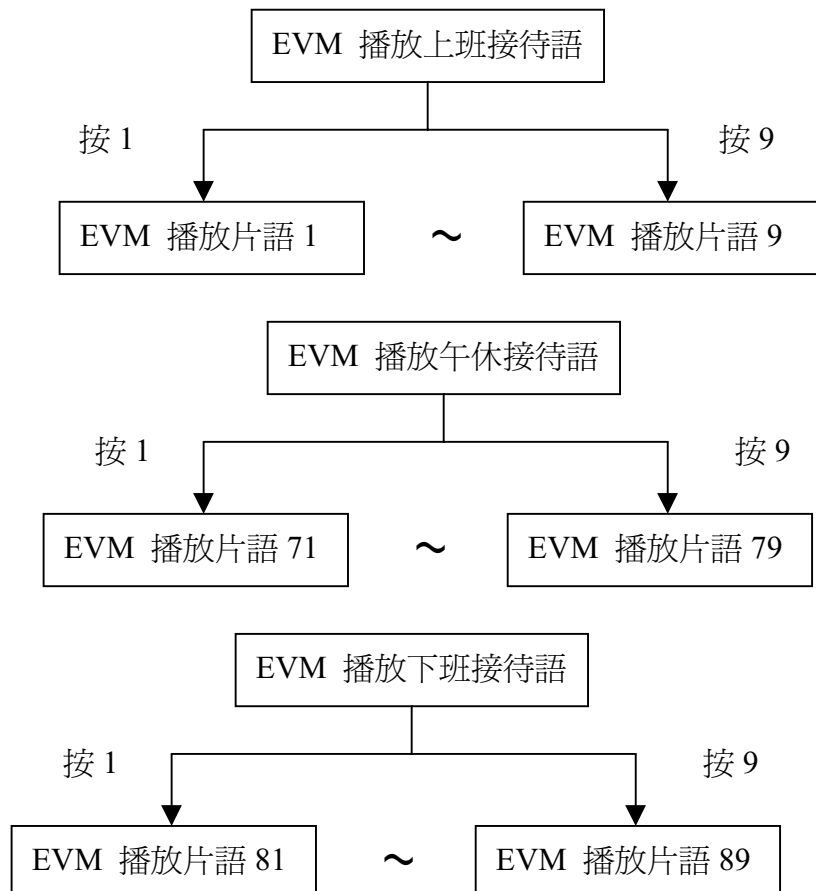 EVM 播放上班接待語
按 1 按 9
EVM 播放片語 1 ~ EVM 播放片語 9
EVM 播放午休接待語
按 1 按 9
EVM 播放片語 71 ~ EVM 播放片語 79
EVM 播放下班接待語
按 1 按 9
EVM 播放片語 81 ~ EVM 播放片語 89